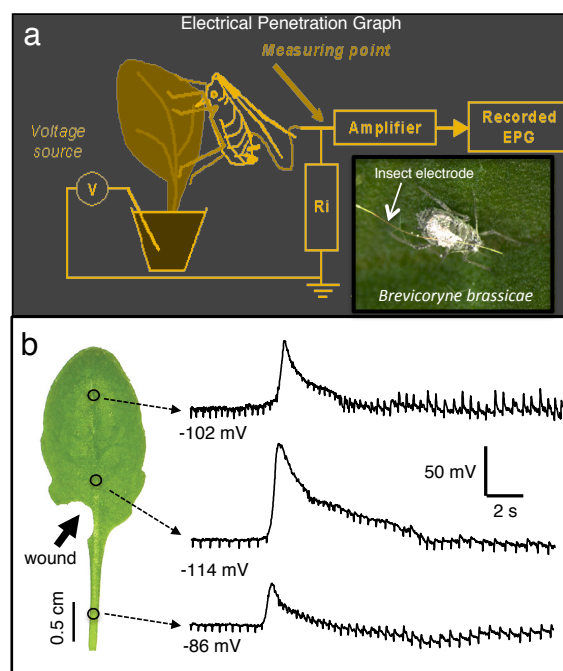 Electrical Penetration Graph
a
Measuring point
Voltage
source
V
Amplifier
Recorded
EPG
Ri
Insect electrode
Brevicoryne brassicae
b
-102 mV
50 mV
2 s
wound
-114 mV
0.5 cm
-86 mV